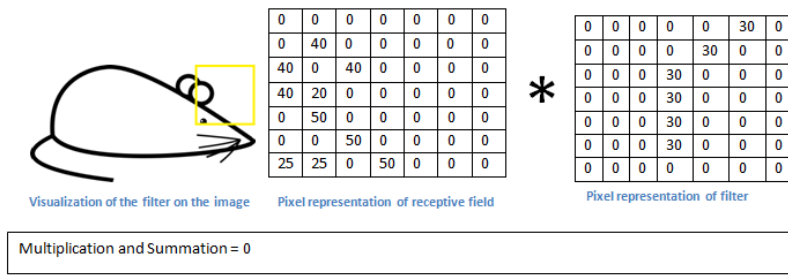 0 0 0 0 0 0 0
0 40 0 0 0 0 0
40 0 40 0 0 0 0
40 20 0 0 0 0 0
0 50 0 0 0 0 0
0 0 50 0 0 0 0
25 25 0 50 0 0 0
*
0 0 0 0 0 30 0
0 0 0 0 30 0 0
0 0 0 30 0 0 0
0 0 0 30 0 0 0
0 0 0 30 0 0 0
0 0 0 30 0 0 0
0 0 0 0 0 0 0
Visualization of the filter on the image
Pixel representation of receptive field
Pixel representation of filter
Multiplication and Summation = 0